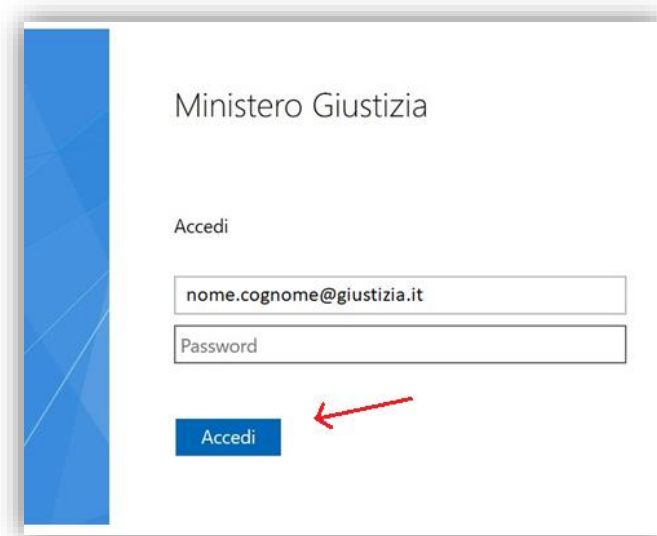 Ministero Giustizia
Accedi
nome.cognome@giustizia.it
Password
Accedi